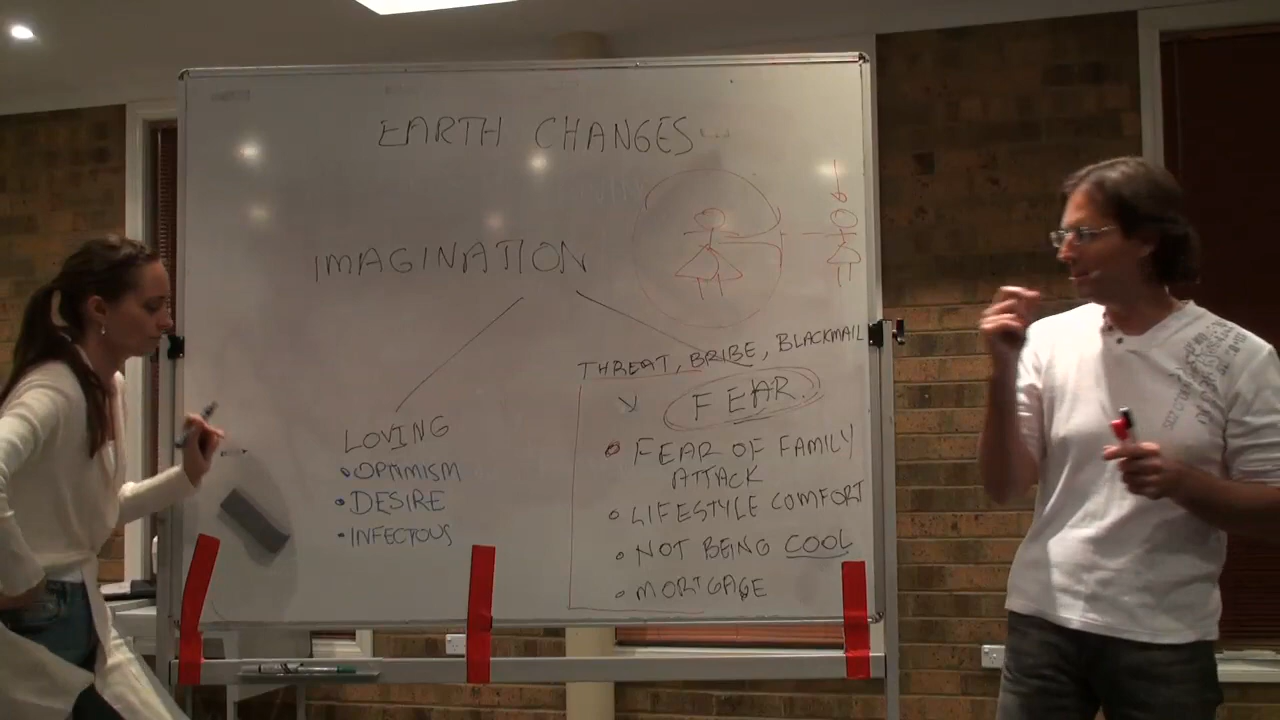 EARTH CHANGES
IMAGINATION
LOVING
• OPTIMISM
• DESIRE
• INFECTOUS
THREAT, BRIBE, BLACKMAIL
FEAR
• FEAR OF FAMILY
ATTACK
• LIFESTYLE COMFORT
• NOT BEING COOL
• MORTGAGE